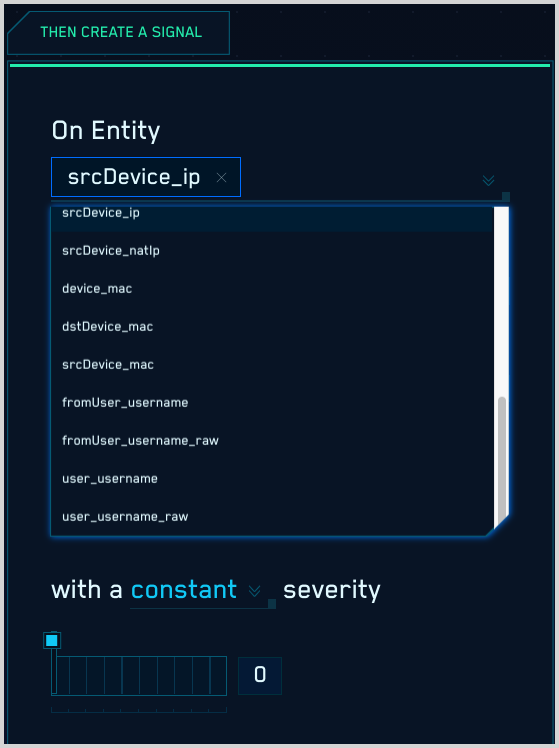 THEN CREATE A SIGNAL
On Entity
srcDevice_ip
srcDevice_ip
srcDevice_natIp
device_mac
dstDevice_mac
srcDevice_mac
fromUser_username
fromUser_username_raw
user_username
user_username_raw
with a constant severity
0